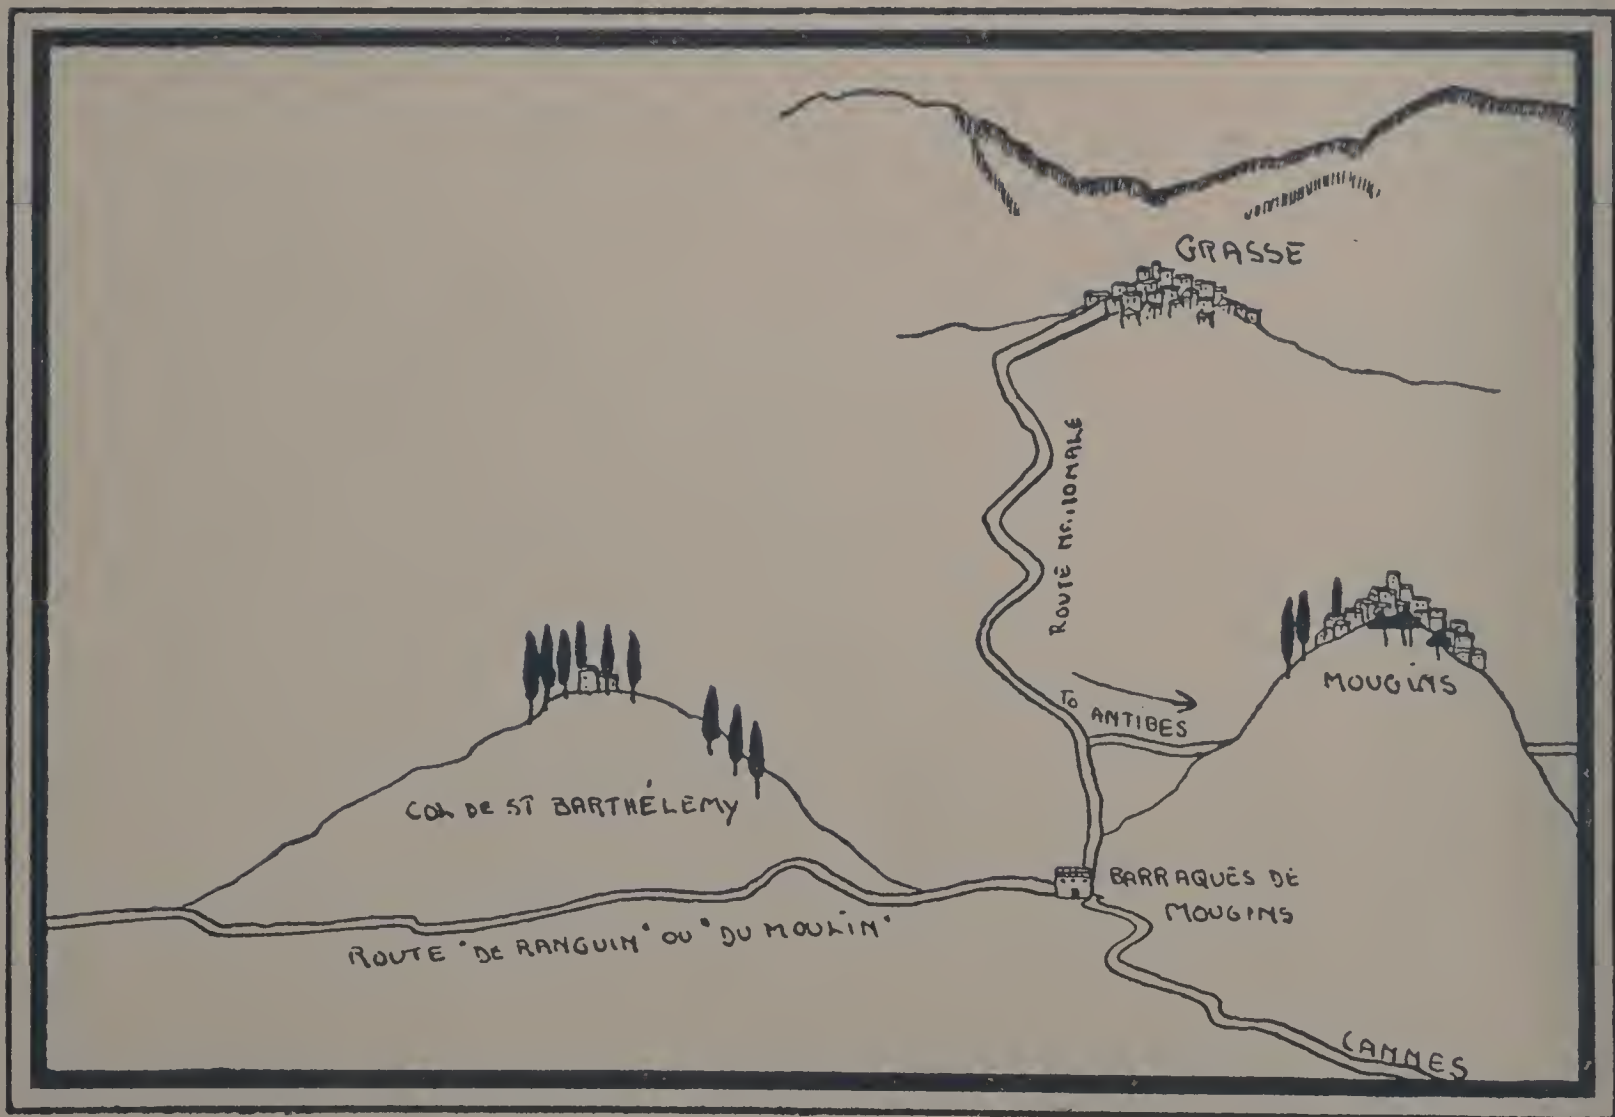 GRASSE
ROUTE NATIONALE
MOUGINS
TO ANTIBES
COL DE ST BARTHÉLEMY
BARRAQUES DE
MOUGINS
ROUTE "DE RANGUIN" OU "DU MOULIN"
CANNES